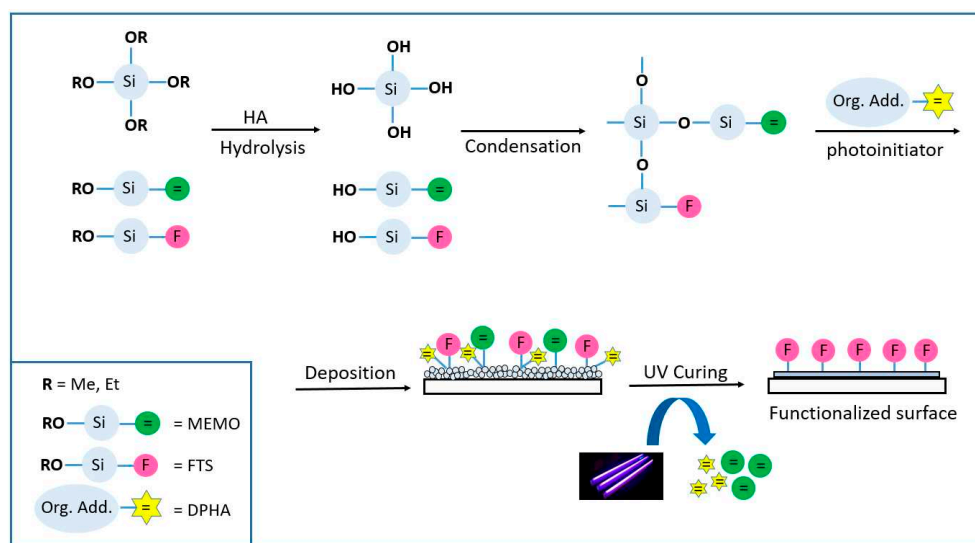 OR
RO Si OR
OR
RO Si =
RO Si F
HA
Hydrolysis
OH
HO Si OH
OH
HO Si =
HO Si F
Condensation
O
Si O Si =
O
Si F
Org. Add. =
photoinitiator
Deposition
= F = = F = = F =
UV Curing
= = = = = =
F F F F F
Functionalized surface
R = Me, Et
RO Si = = MEMO
RO Si F = FTS
Org. Add. = = DPHA